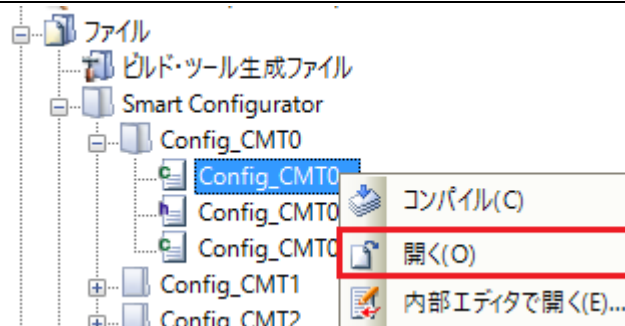 ファイル
ビルド・ツール生成ファイル
Smart Configurator
Config_CMT0
Config_CMT0
コンパイル(C)
Config_CMT0
Config_CMT0
開く(O)
Config_CMT1
内部エディタで開く(E)...
Config_CMT2